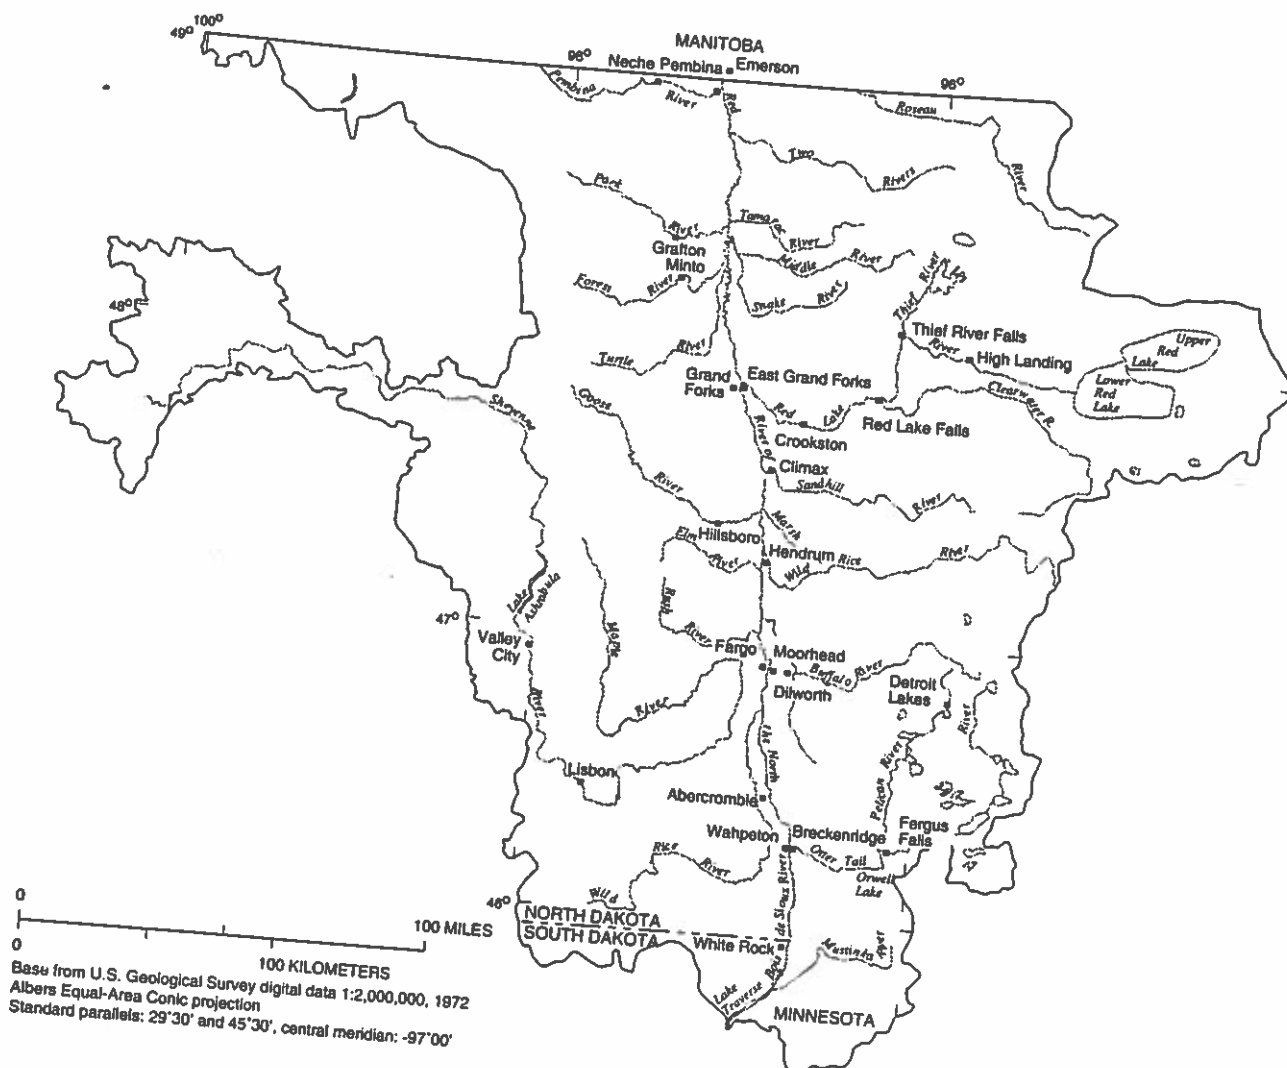 49° 100°
MANITOBA
98°
Neche Pembina
Emerson
96°
Pembina
River
Red
Roseau
River
Two
Rivers
Park
River
Tamarac
River
Grafton
Minto
Middle
River
Forest
River
Snake
River
Thief
River
48°
Thief River Falls
River
High Landing
Upper
Red
Lake
Lower
Red
Lake
Turtle
River
Grand
Forks
East Grand Forks
Goose
River
Red
Lake
Red Lake Falls
Clearwater R.
Sheyenne
River of
Crookston
Climax
Sandhill
River
Marsh
Hillsboro
Elm
River
Hendrum
Wild
Rice
River
Lake
Ashtabula
47°
Valley
City
Maple
River
Rush
River
Fargo
Moorhead
Dilworth
Buffalo
River
Detroit
Lakes
River
River
the North
Lisbon
Pelican
River
Abercrombie
Wahpeton
Breckenridge
Fergus
Falls
Otter
Tail
Orwell
Lake
Wild
Rice
River
46°
NORTH DAKOTA
SOUTH DAKOTA
White Rock
Bois
de Sioux River
Mustinka
River
Lake
Traverse
MINNESOTA
0
100 MILES
0
100 KILOMETERS
Base from U.S. Geological Survey digital data 1:2,000,000, 1972
Albers Equal-Area Conic projection
Standard parallels: 29°30' and 45°30', central meridian: -97°00'